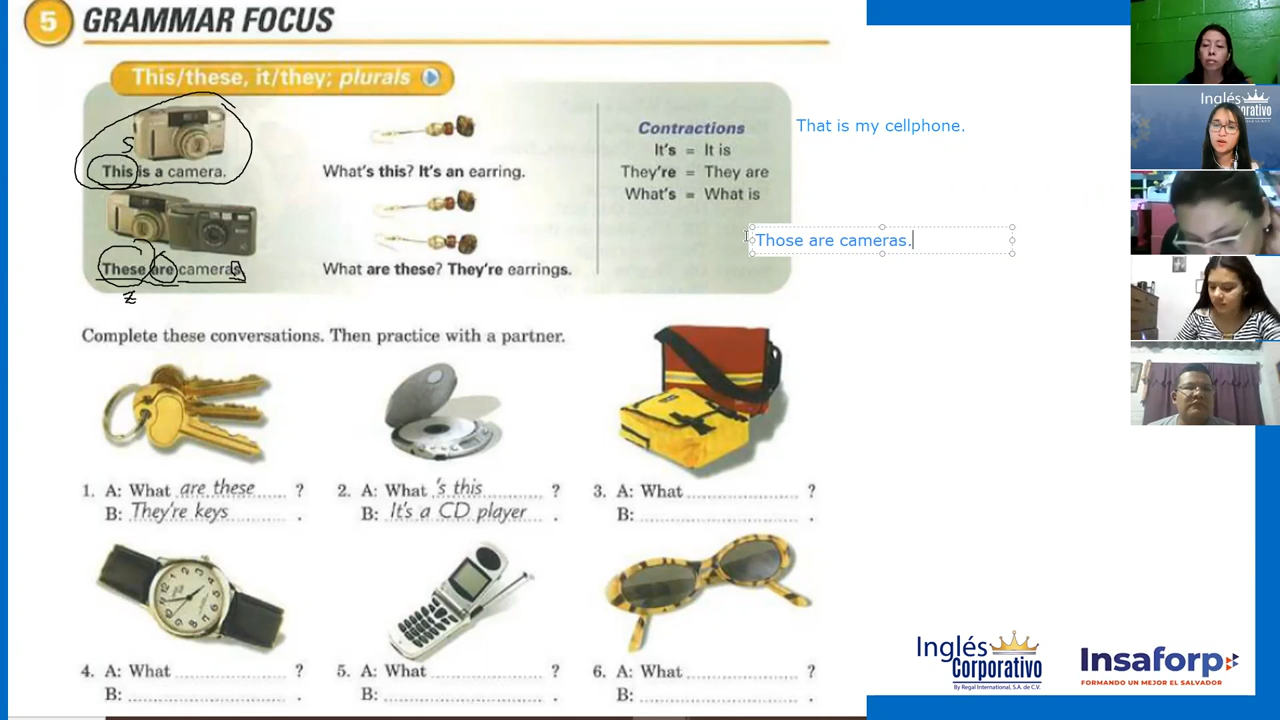 5 GRAMMAR FOCUS
This/these, it/they; plurals
S
This is a camera.
What's this? It's an earring.
These are cameras.
Z
What are these? They're earrings.
Contractions
It's = It is
They're = They are
What's = What is
That is my cellphone.
Those are cameras.
Complete these conversations. Then practice with a partner.
1. A: What are these ?
B: They're keys .
2. A: What 's this ?
B: It's a CD player .
3. A: What ?
B: .
4. A: What ?
B: .
5. A: What ?
B: .
6. A: What ?
B: .
Inglés
Corporativo
By Regal International, S.A. de C.V.
Insaforp
FORMANDO UN MEJOR EL SALVADOR
Inglés
Corporativo